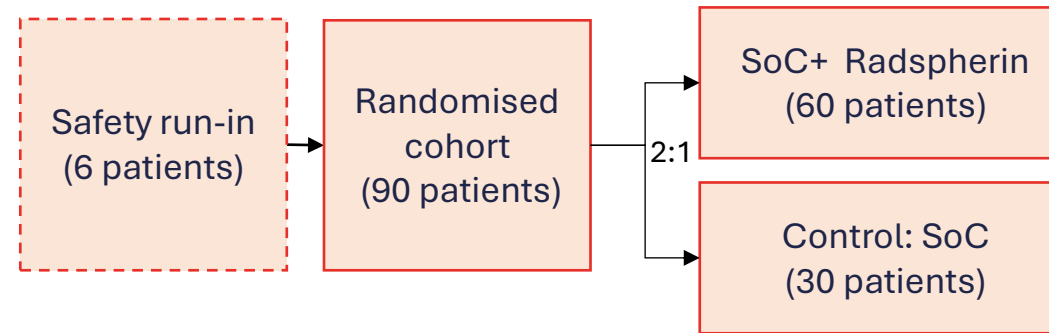 Safety run-in
(6 patients)
Randomised
cohort
(90 patients)
2:1
SoC+ Radspherin
(60 patients)
Control: SoC
(30 patients)